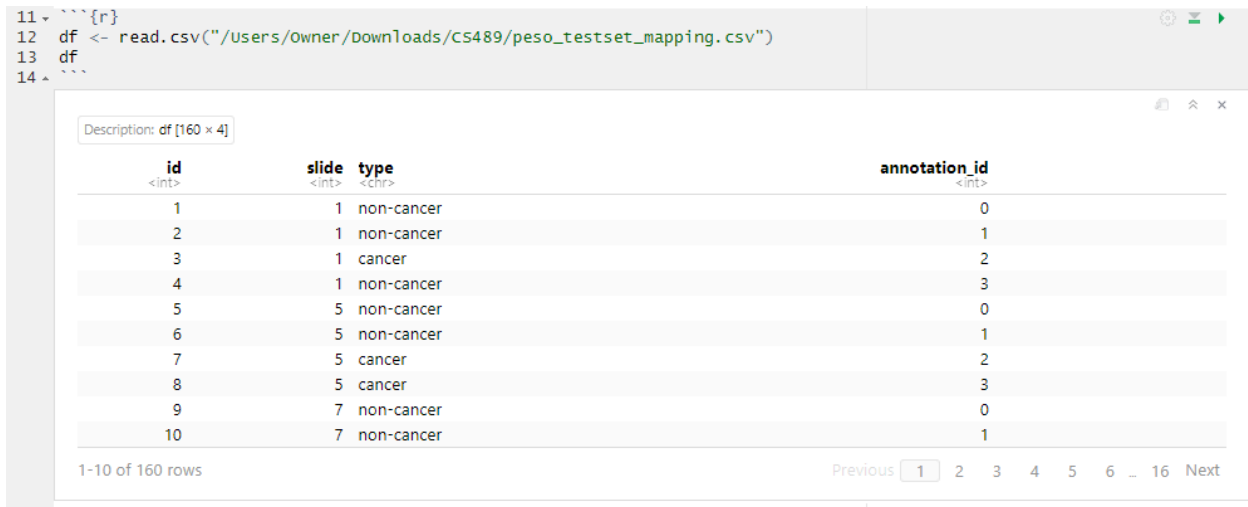 11 ```{r}
12 df <- read.csv("/Users/Owner/Downloads/CS489/peso_testset_mapping.csv")
13 df
14 ```
Description: df [160 × 4]
id slide type annotation_id
<int> <int> <chr> <int>
1 1 non-cancer 0
2 1 non-cancer 1
3 1 cancer 2
4 1 non-cancer 3
5 5 non-cancer 0
6 5 non-cancer 1
7 5 cancer 2
8 5 cancer 3
9 7 non-cancer 0
10 7 non-cancer 1
1-10 of 160 rows Previous 1 2 3 4 5 6 ... 16 Next